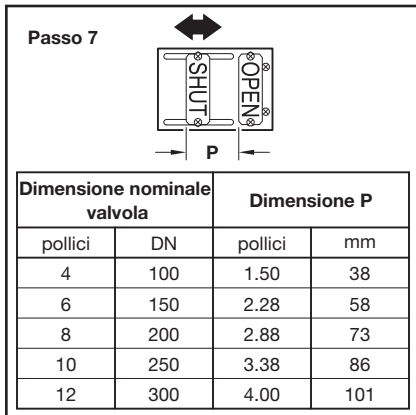 Passo 7
SHUT OPEN
P
Dimensione nominale valvola Dimensione P
pollici DN pollici mm
4 100 1.50 38
6 150 2.28 58
8 200 2.88 73
10 250 3.38 86
12 300 4.00 101